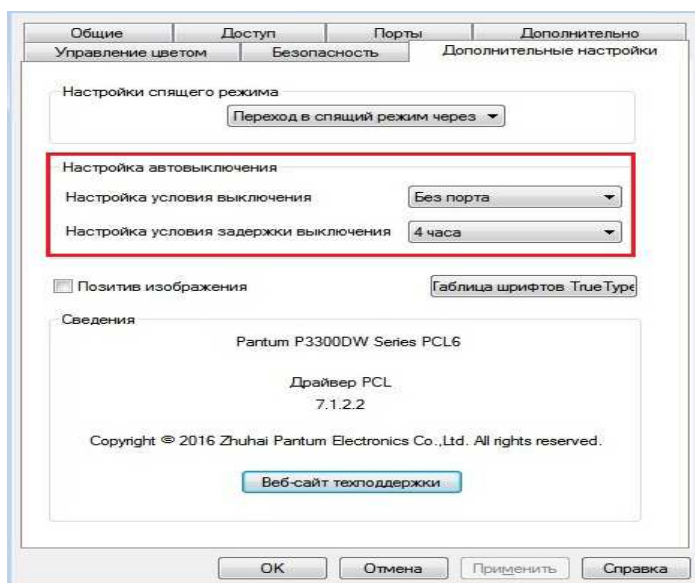 Общие Доступ Порты Дополнительно
Управление цветом Безопасность Дополнительные настройки
Настройки спящего режима
Переход в спящий режим через
Настройка автовыключения
Настройка условия выключения Без порта
Настройка условия задержки выключения 4 часа
Позитив изображения Таблица шрифтов TrueType
Сведения
Pantum P3300DW Series PCL6
Драйвер PCL
7.1.2.2
Copyright © 2016 Zhuhai Pantum Electronics Co.,Ltd. All rights reserved.
Веб-сайт техподдержки
OK Отмена Применить Справка